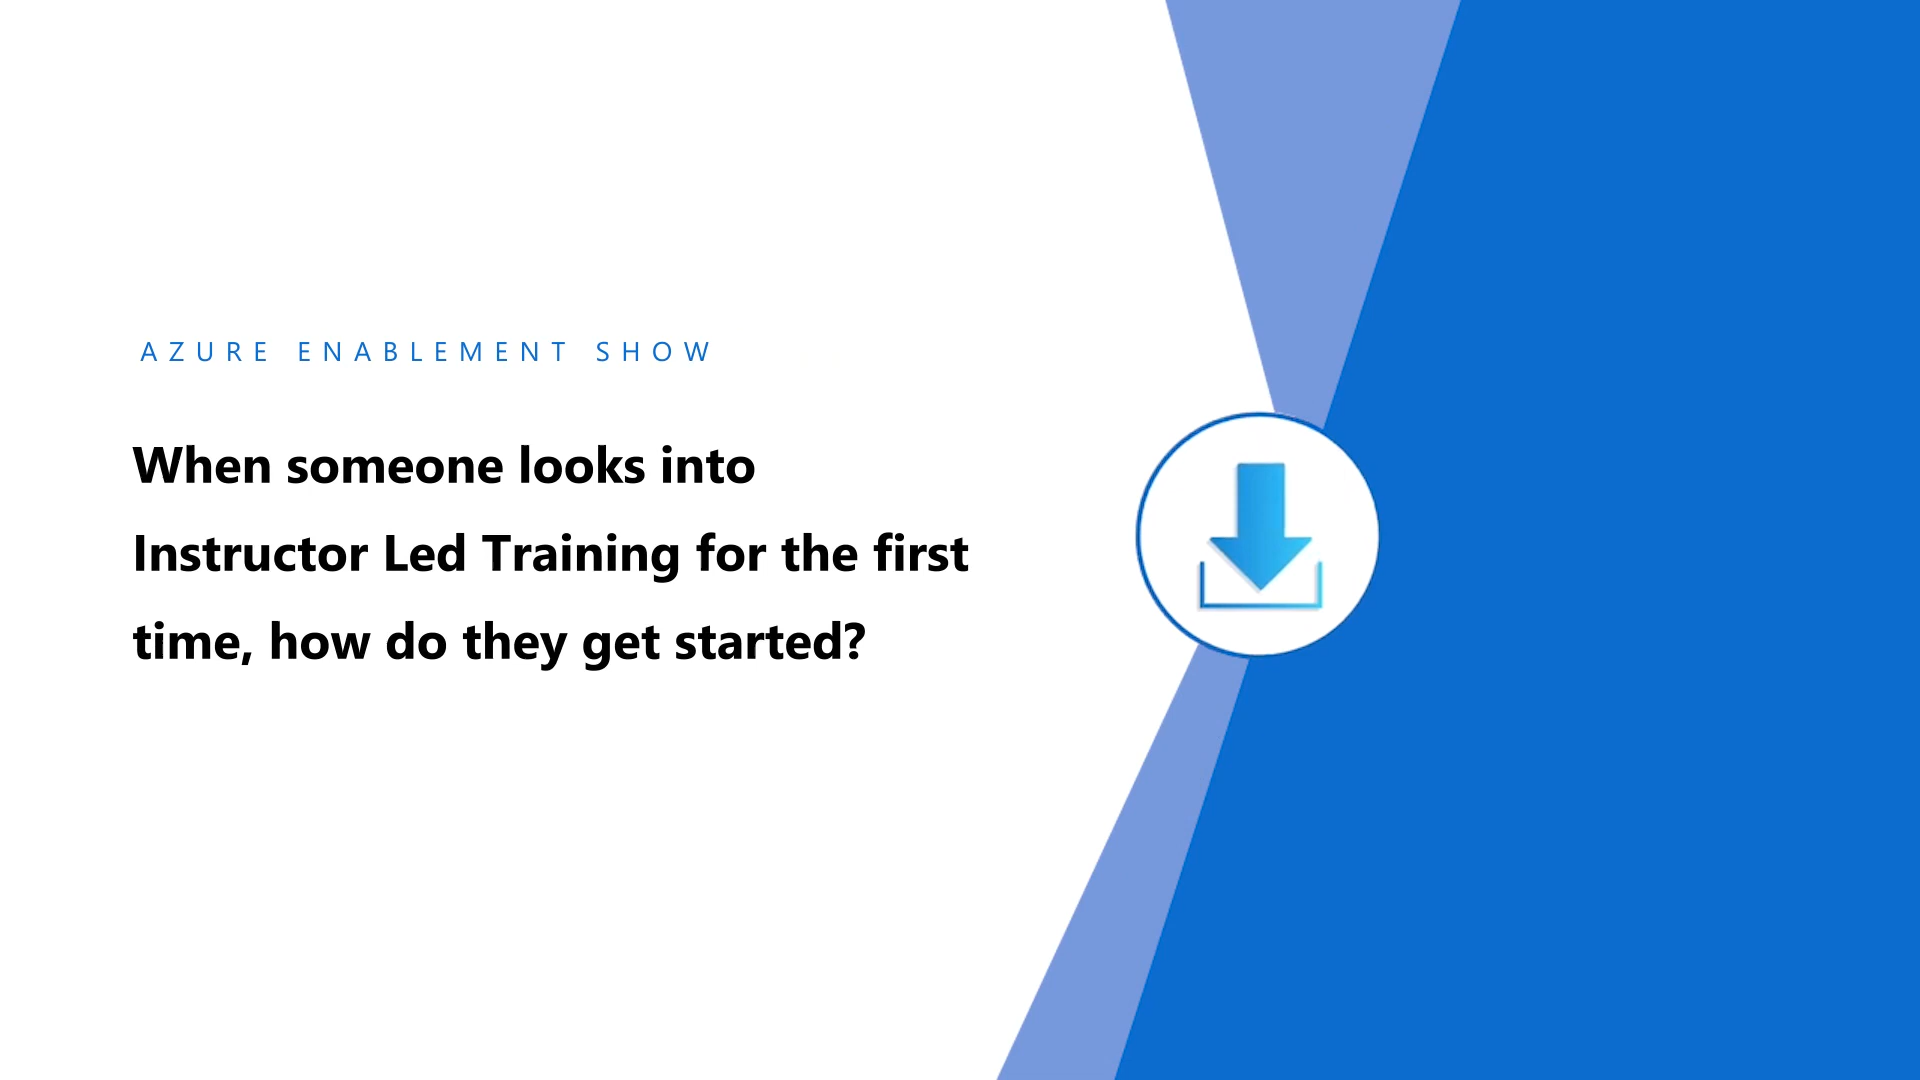 AZURE ENABLEMENT SHOW
When someone looks into
Instructor Led Training for the first
time, how do they get started?